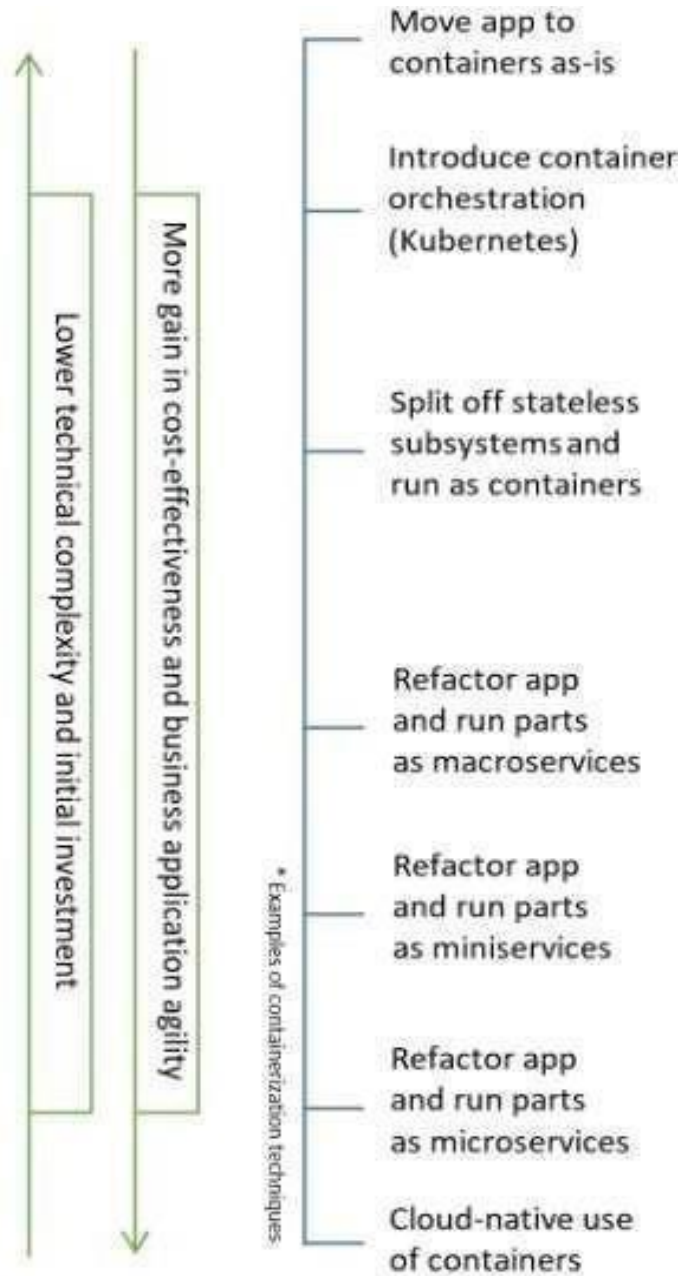 Lower technical complexity and initial investment
More gain in cost-effectiveness and business application agility
* Examples of containerization techniques
Move app to
containers as-is
Introduce container
orchestration
(Kubernetes)
Split off stateless
subsystems and
run as containers
Refactor app
and run parts
as macroservices
Refactor app
and run parts
as miniservices
Refactor app
and run parts
as microservices
Cloud-native use
of containers